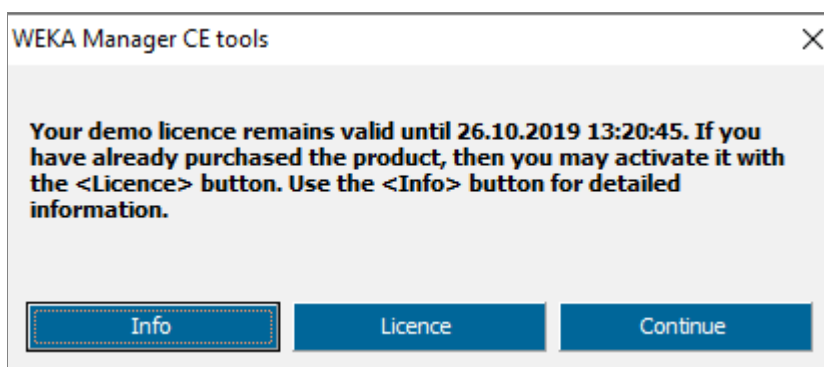 WEKA Manager CE tools
Your demo licence remains valid until 26.10.2019 13:20:45. If you
have already purchased the product, then you may activate it with
the <Licence> button. Use the <Info> button for detailed
information.
Info
Licence
Continue